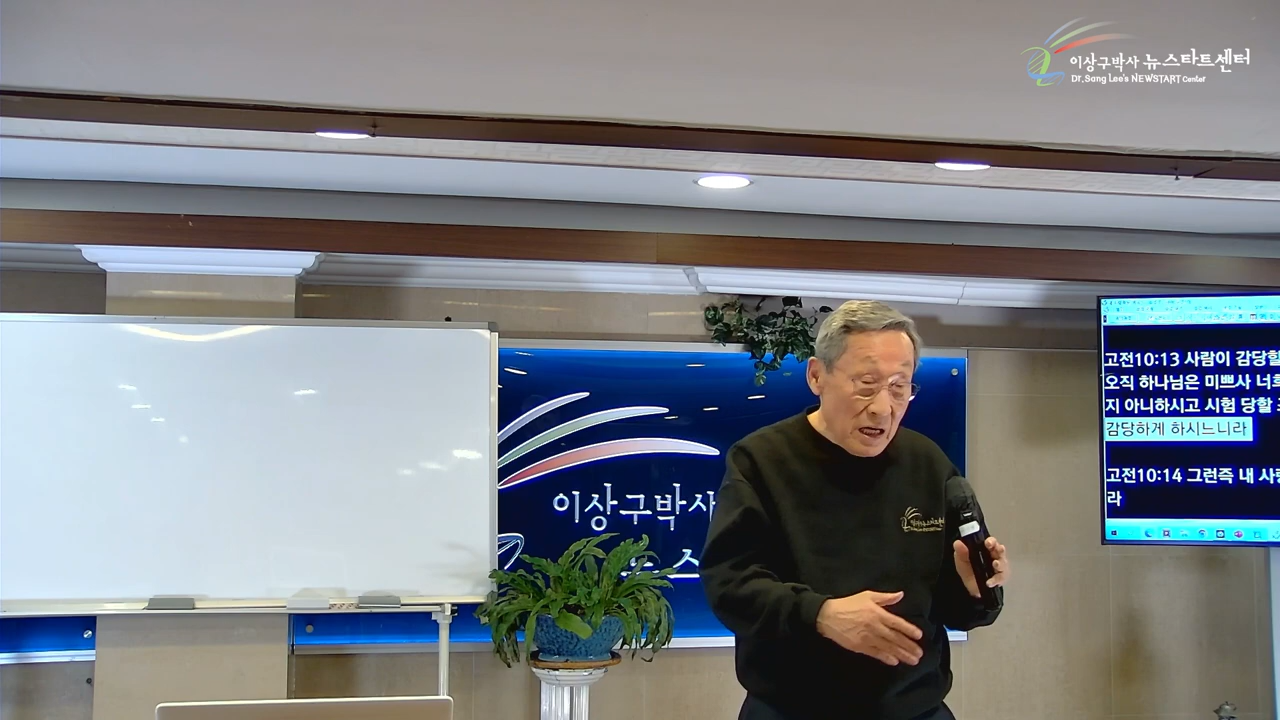 이상구박사 뉴스타트센터
Dr. Sang Lee's NEWSTART Center
고전10:13 사람이 감당할
오직 하나님은 미쁘사 너희
지 아니하시고 시험 당할
감당하게 하시느니라
고전10:14 그런즉 내 사랑
라
이상구박사
스